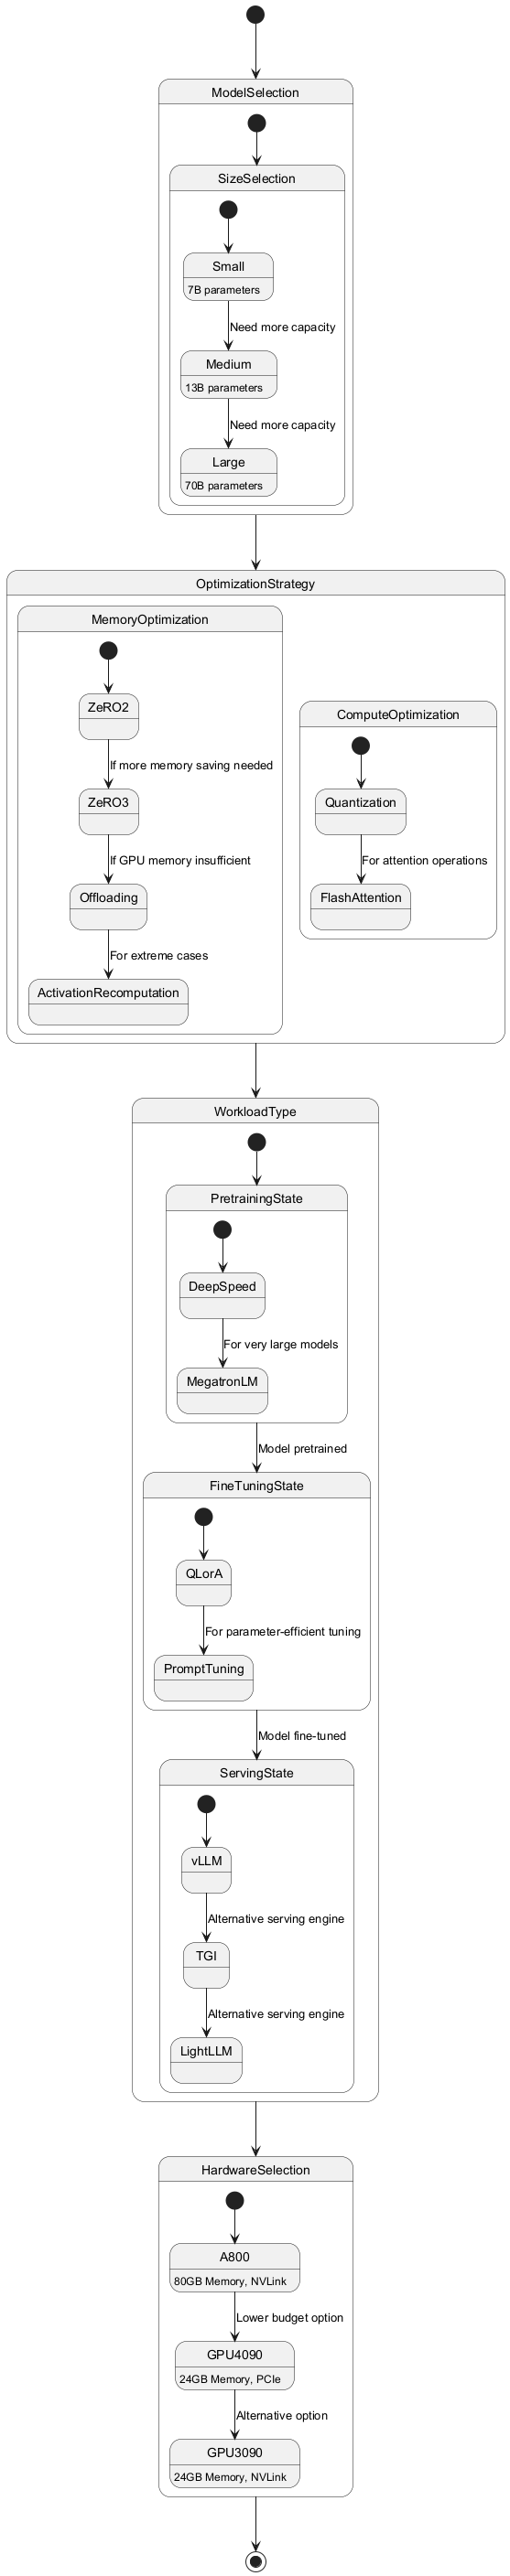 ModelSelection
SizeSelection
Small
7B parameters
Need more capacity
Medium
13B parameters
Need more capacity
Large
70B parameters
OptimizationStrategy
MemoryOptimization
ZeRO2
If more memory saving needed
ZeRO3
If GPU memory insufficient
Offloading
For extreme cases
ActivationRecomputation
ComputeOptimization
Quantization
For attention operations
FlashAttention
WorkloadType
PretrainingState
DeepSpeed
For very large models
MegatronLM
Model pretrained
FineTuningState
QLorA
For parameter-efficient tuning
PromptTuning
Model fine-tuned
ServingState
vLLM
Alternative serving engine
TGI
Alternative serving engine
LightLLM
HardwareSelection
A800
80GB Memory, NVLink
Lower budget option
GPU4090
24GB Memory, PCIe
Alternative option
GPU3090
24GB Memory, NVLink